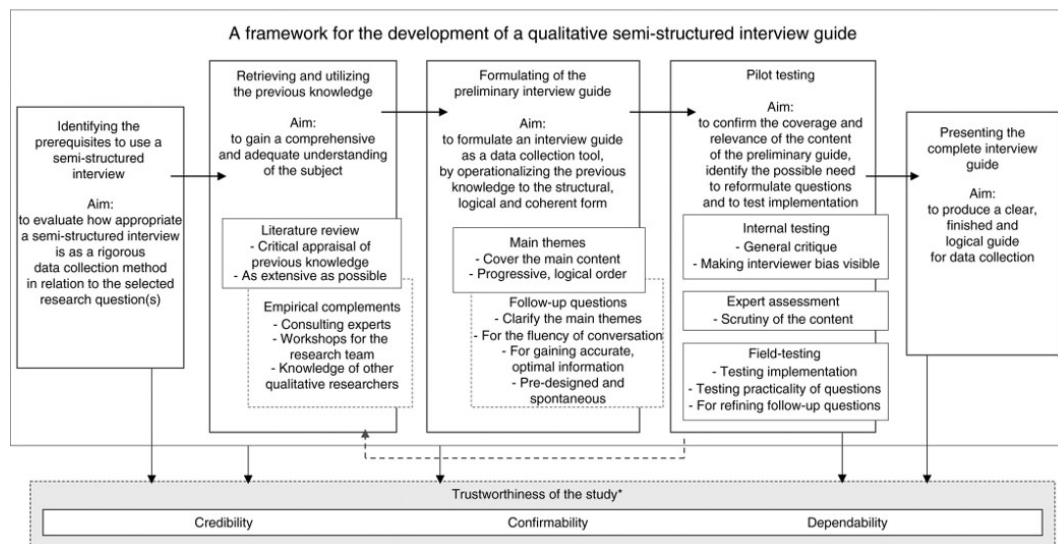 A framework for the development of a qualitative semi-structured interview guide
Identifying the
prerequisites to use a
semi-structured
interview
Aim:
to evaluate how appropriate
a semi-structured interview
is as a rigorous
data collection method
in relation to the selected
research question(s)
Retrieving and utilizing
the previous knowledge
Aim:
to gain a comprehensive
and adequate understanding
of the subject
Literature review
- Critical appraisal of
previous knowledge
- As extensive as possible
Empirical complements
- Consulting experts
- Workshops for the
research team
- Knowledge of other
qualitative researchers
Formulating of the
preliminary interview guide
Aim:
to formulate an interview guide
as a data collection tool,
by operationalizing the previous
knowledge to the structural,
logical and coherent form
Main themes
- Cover the main content
- Progressive, logical order
Follow-up questions
- Clarify the main themes
- For the fluency of conversation
- For gaining accurate,
optimal information
- Pre-designed and
spontaneous
Pilot testing
Aim:
to confirm the coverage and
relevance of the content
of the preliminary guide,
identify the possible need
to reformulate questions
and to test implementation
Internal testing
- General critique
- Making interviewer bias visible
Expert assessment
- Scrutiny of the content
Field-testing
- Testing implementation
- Testing practicality of questions
- For refining follow-up questions
Presenting the
complete interview
guide
Aim:
to produce a clear,
finished and
logical guide
for data collection
Trustworthiness of the study*
Credibility
Confirmability
Dependability